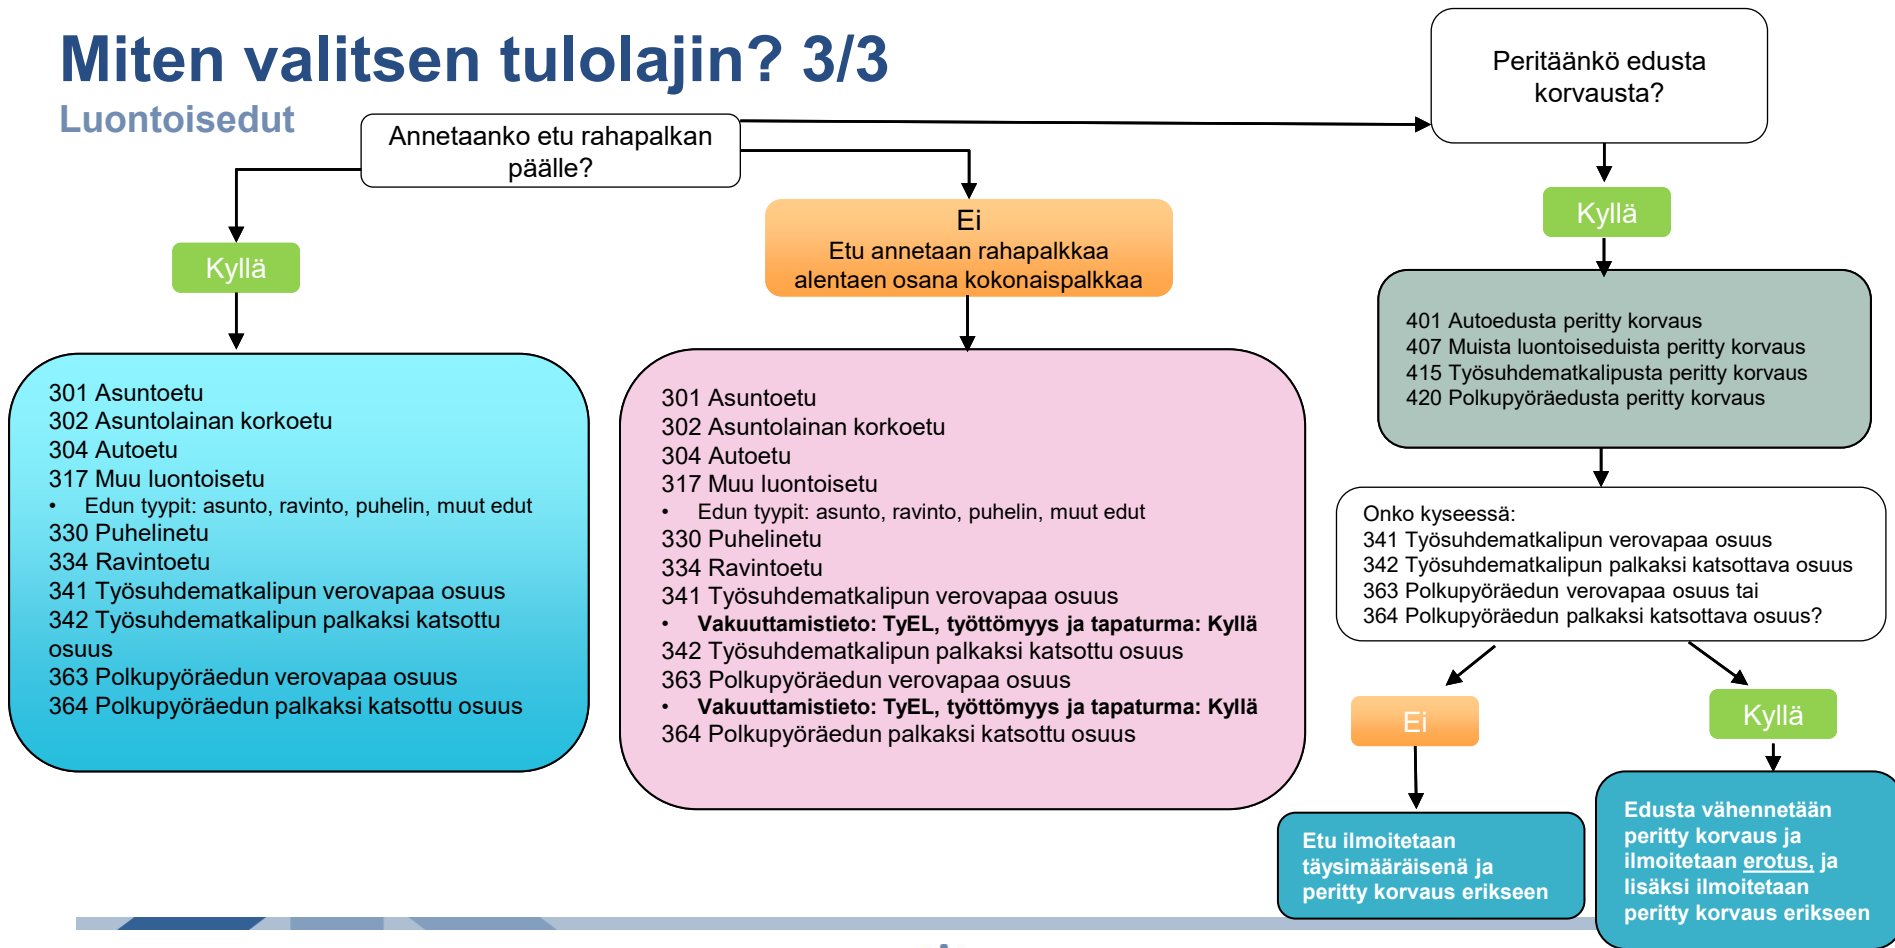 Miten valitsen tulolajin? 3/3
Luontoisedut
Annetaanko etu rahapalkan
päälle?
Kyllä
301 Asuntoetu
302 Asuntolainan korkoetu
304 Autoetu
317 Muu luontoisetu
• Edun tyypit: asunto, ravinto, puhelin, muut edut
330 Puhelinetu
334 Ravintoetu
341 Työsuhdematkalipun verovapaa osuus
342 Työsuhdematkalipun palkaksi katsottu
osuus
363 Polkupyöräedun verovapaa osuus
364 Polkupyöräedun palkaksi katsottu osuus
Ei
Etu annetaan rahapalkkaa
alentaen osana kokonaispalkkaa
301 Asuntoetu
302 Asuntolainan korkoetu
304 Autoetu
317 Muu luontoisetu
• Edun tyypit: asunto, ravinto, puhelin, muut edut
330 Puhelinetu
334 Ravintoetu
341 Työsuhdematkalipun verovapaa osuus
• Vakuuttamistieto: TyEL, työttömyys ja tapaturma: Kyllä
342 Työsuhdematkalipun palkaksi katsottu osuus
363 Polkupyöräedun verovapaa osuus
• Vakuuttamistieto: TyEL, työttömyys ja tapaturma: Kyllä
364 Polkupyöräedun palkaksi katsottu osuus
Peritäänkö edusta
korvausta?
Kyllä
401 Autoedusta peritty korvaus
407 Muista luontoiseduista peritty korvaus
415 Työsuhdematkalipusta peritty korvaus
420 Polkupyöräedusta peritty korvaus
Onko kyseessä:
341 Työsuhdematkalipun verovapaa osuus
342 Työsuhdematkalipun palkaksi katsottava osuus
363 Polkupyöräedun verovapaa osuus tai
364 Polkupyöräedun palkaksi katsottava osuus?
Ei
Etu ilmoitetaan
täysimääräisenä ja
peritty korvaus erikseen
Kyllä
Edusta vähennetään
peritty korvaus ja
ilmoitetaan erotus, ja
lisäksi ilmoitetaan
peritty korvaus erikseen